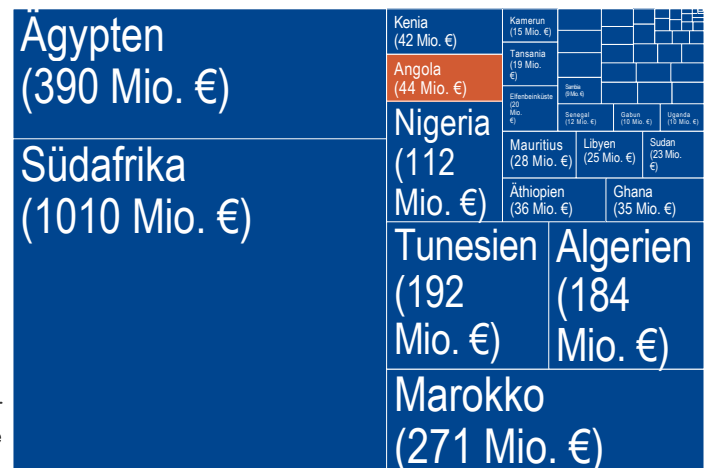 Ägypten
(390 Mio. €)
Südafrika
(1010 Mio. €)
Kenia
(42 Mio. €)
Angola
(44 Mio. €)
Nigeria
(112
Mio. €)
Kamerun
(15 Mio. €)
Tansania
(19 Mio.
€)
Elfenbeinküste
(20
Mio.
€)
Sambia
(9 Mio. €)
Senegal
(12 Mio. €)
Gabun
(10 Mio. €)
Uganda
(10 Mio. €)
Mauritius
(28 Mio. €)
Libyen
(25 Mio. €)
Sudan
(23 Mio.
€)
Äthiopien
(36 Mio. €)
Ghana
(35 Mio. €)
Tunesien
(192
Mio. €)
Algerien
(184
Mio. €)
Marokko
(271 Mio. €)